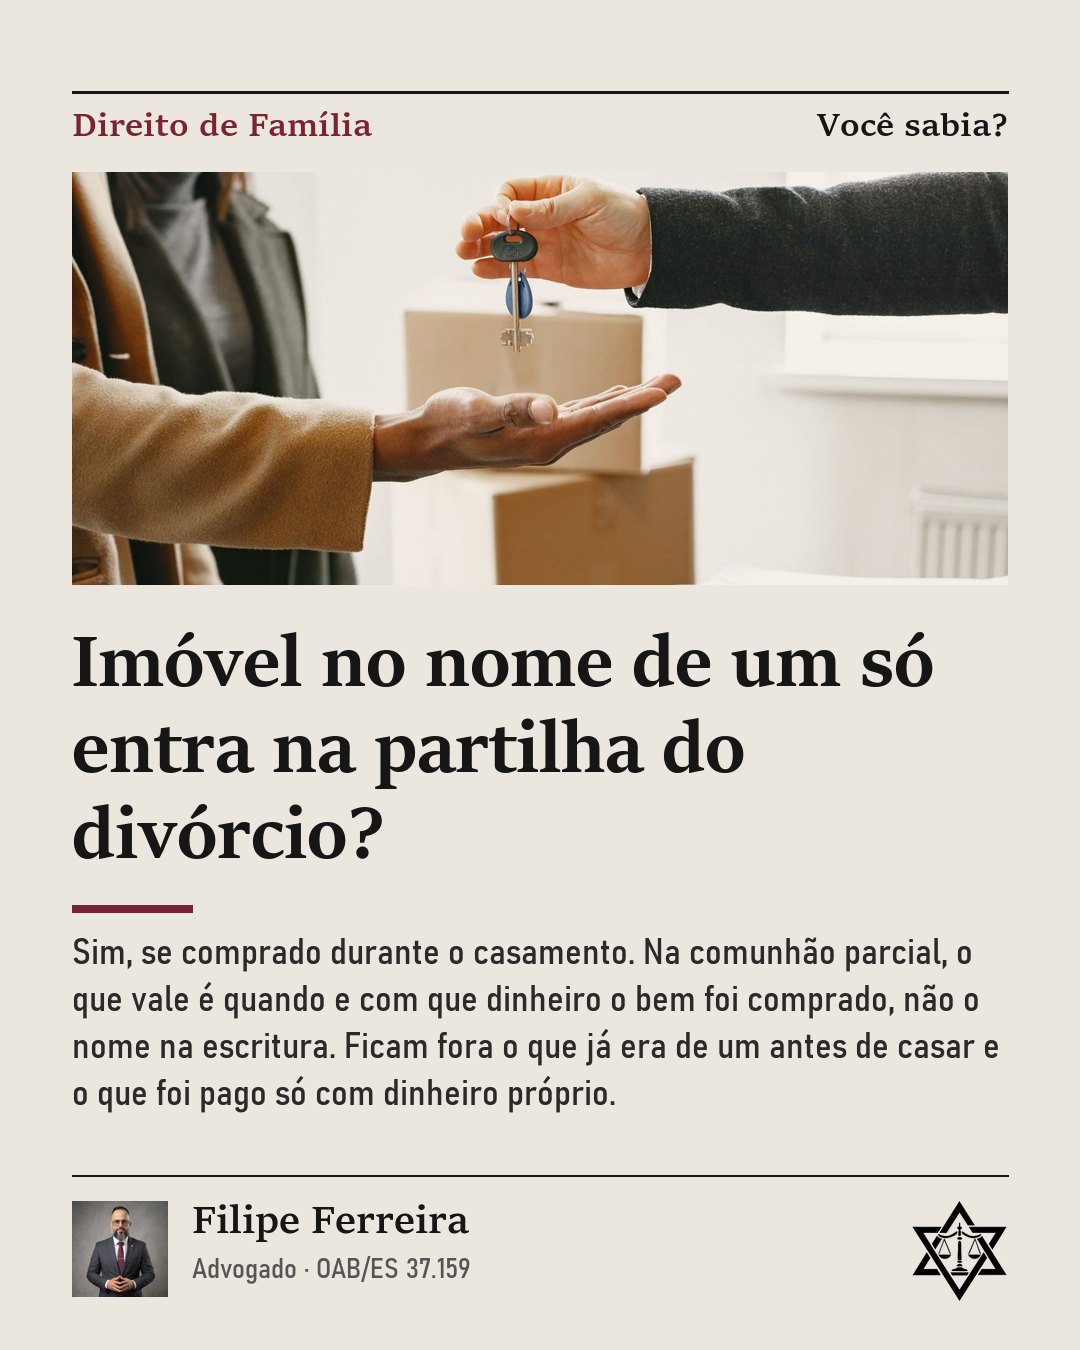 Direito de Família
Você sabia?
Imóvel no nome de um só
entra na partilha do
divórcio?
Sim, se comprado durante o casamento. Na comunhão parcial, o
que vale é quando e com que dinheiro o bem foi comprado, não o
nome na escritura. Ficam fora o que já era de um antes de casar e
o que foi pago só com dinheiro próprio.
Filipe Ferreira
Advogado · OAB/ES 37.159